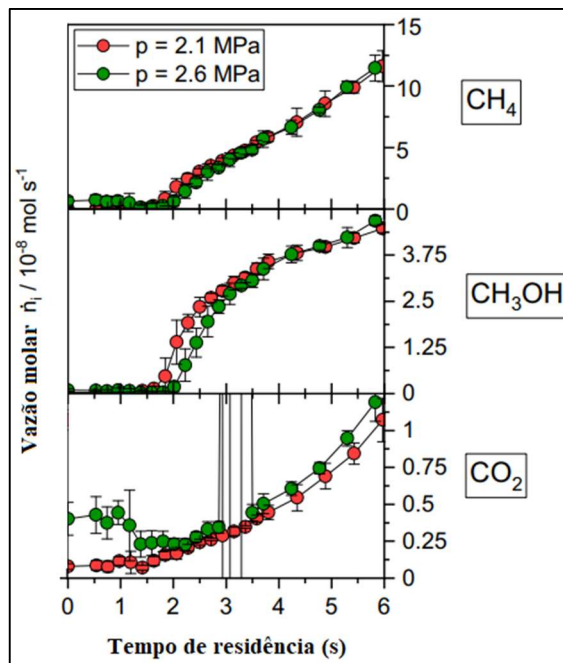 p = 2.1 MPa
p = 2.6 MPa
15
10
5
0
CH₄
3.75
2.5
1.25
0
CH₃OH
1
0.75
0.5
0.25
0
CO₂
Vazão molar ṅᵢ / 10⁻⁸ mol s⁻¹
0 1 2 3 4 5 6
Tempo de residência (s)